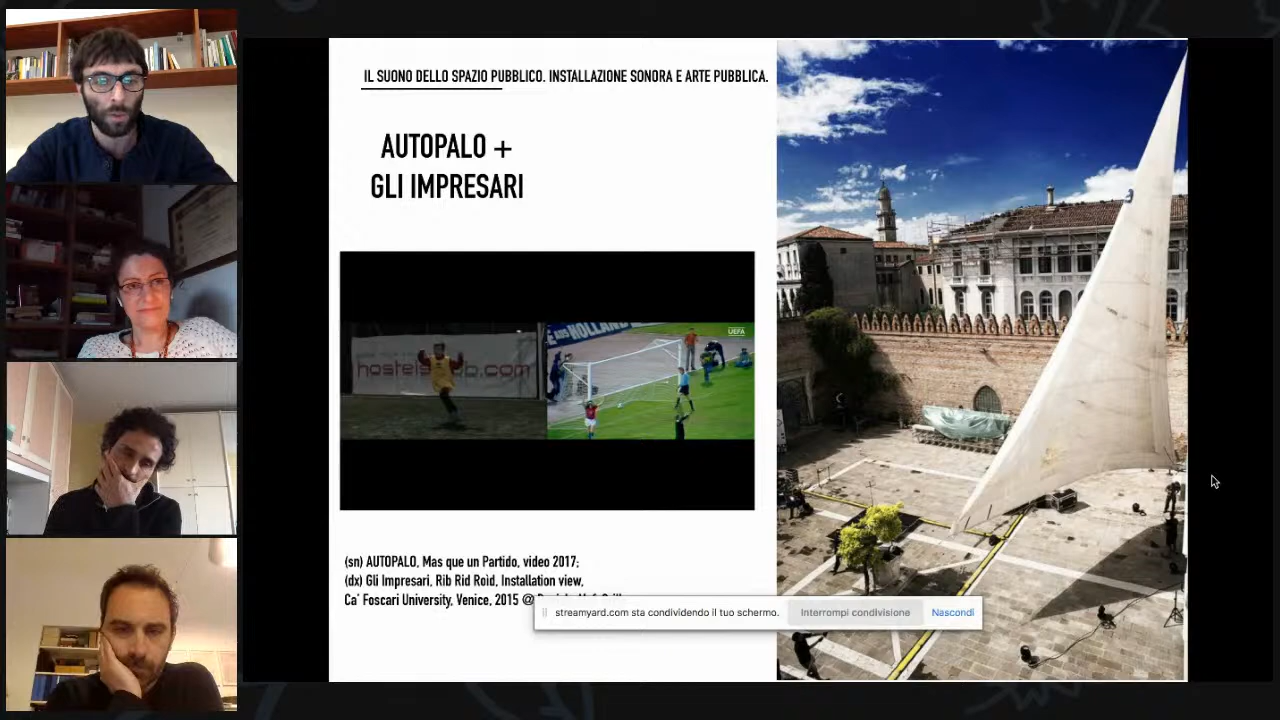 IL SUONO DELLO SPAZIO PUBBLICO. INSTALLAZIONE SONORA E ARTE PUBBLICA.
AUTOPALO +
GLI IMPRESARI
HOLLAND
UEFA
(sn) AUTOPALO, Mas que un Partido, video 2017;
(dx) Gli Impresari, Rib Rid Roid, Installation view,
Ca' Foscari University, Venice, 2015 @
streamyard.com sta condividendo il tuo schermo.
Interrompi condivisione
Nascondi